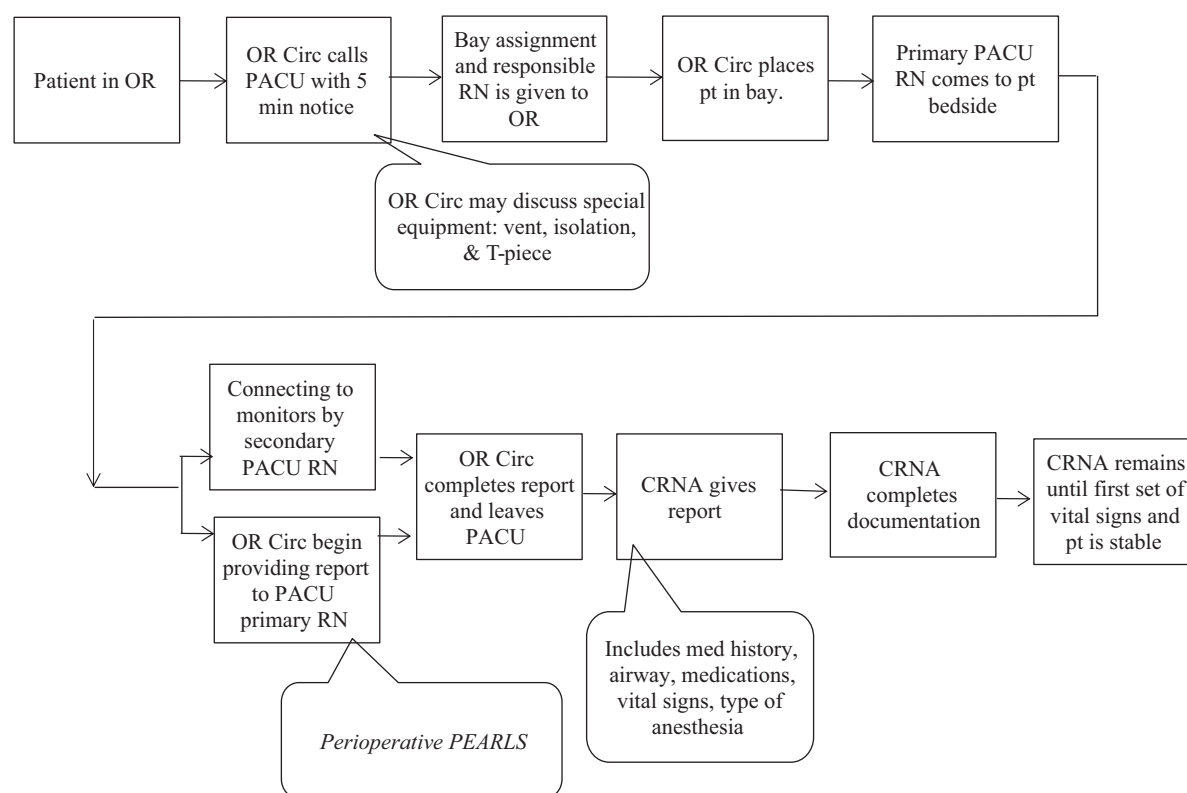 Patient in OR
OR Circ calls
PACU with 5
min notice
Bay assignment
and responsible
RN is given to
OR
OR Circ places
pt in bay.
Primary PACU
RN comes to pt
bedside
OR Circ may discuss special
equipment: vent, isolation,
& T-piece
Connecting to
monitors by
secondary
PACU RN
OR Circ begin
providing report
to PACU
primary RN
OR Circ
completes report
and leaves
PACU
CRNA gives
report
CRNA
completes
documentation
CRNA remains
until first set of
vital signs and
pt is stable
Perioperative PEARLS
Includes med history,
airway, medications,
vital signs, type of
anesthesia